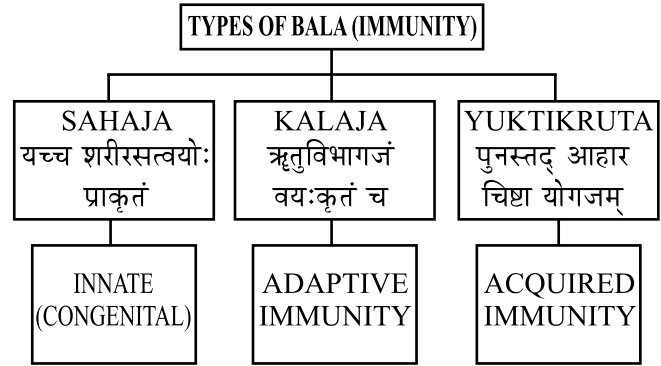 TYPES OF BALA (IMMUNITY)
SAHAJA
यच्च शरीरसत्वयोः
प्राकृतं
KALAJA
ऋतुविभागजं
वयःकृतं च
YUKTIKRUTA
पुनस्तद् आहार
चिष्टा योगजम्
INNATE
(CONGENITAL)
ADAPTIVE
IMMUNITY
ACQUIRED
IMMUNITY